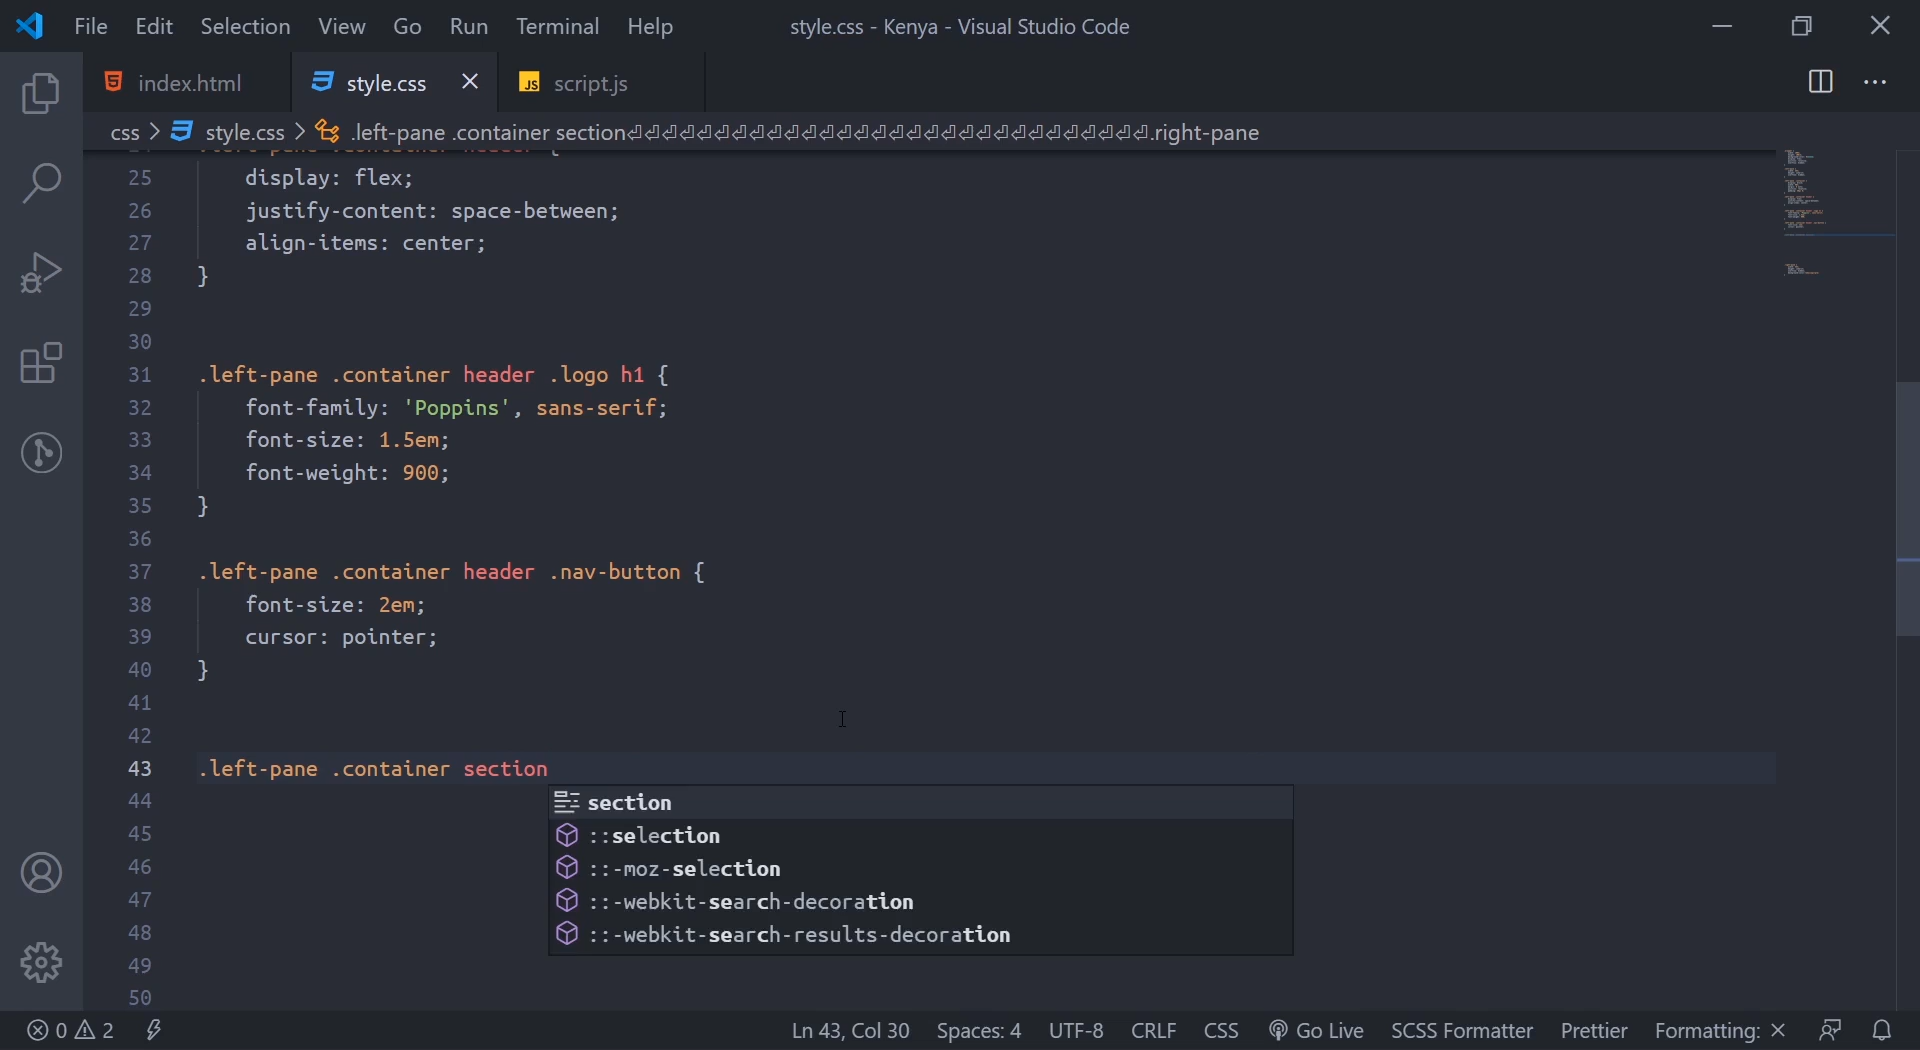 File Edit Selection View Go Run Terminal Help style.css - Kenya - Visual Studio Code
index.html style.css JS script.js
css > style.css > .left-pane .container section⏎⏎⏎⏎⏎⏎⏎⏎⏎⏎⏎⏎⏎⏎⏎⏎⏎⏎⏎⏎⏎⏎⏎⏎⏎⏎⏎⏎⏎⏎.right-pane
.left-pane .container header {
25 display: flex;
26 justify-content: space-between;
27 align-items: center;
28 }
29
30
31 .left-pane .container header .logo h1 {
32 font-family: 'Poppins', sans-serif;
33 font-size: 1.5em;
34 font-weight: 900;
35 }
36
37 .left-pane .container header .nav-button {
38 font-size: 2em;
39 cursor: pointer;
40 }
41
42
43 .left-pane .container section
44 section
45 ::selection
46 ::-moz-selection
47 ::-webkit-search-decoration
48 ::-webkit-search-results-decoration
49
50
0 2 Ln 43, Col 30 Spaces: 4 UTF-8 CRLF CSS Go Live SCSS Formatter Prettier Formatting: ×